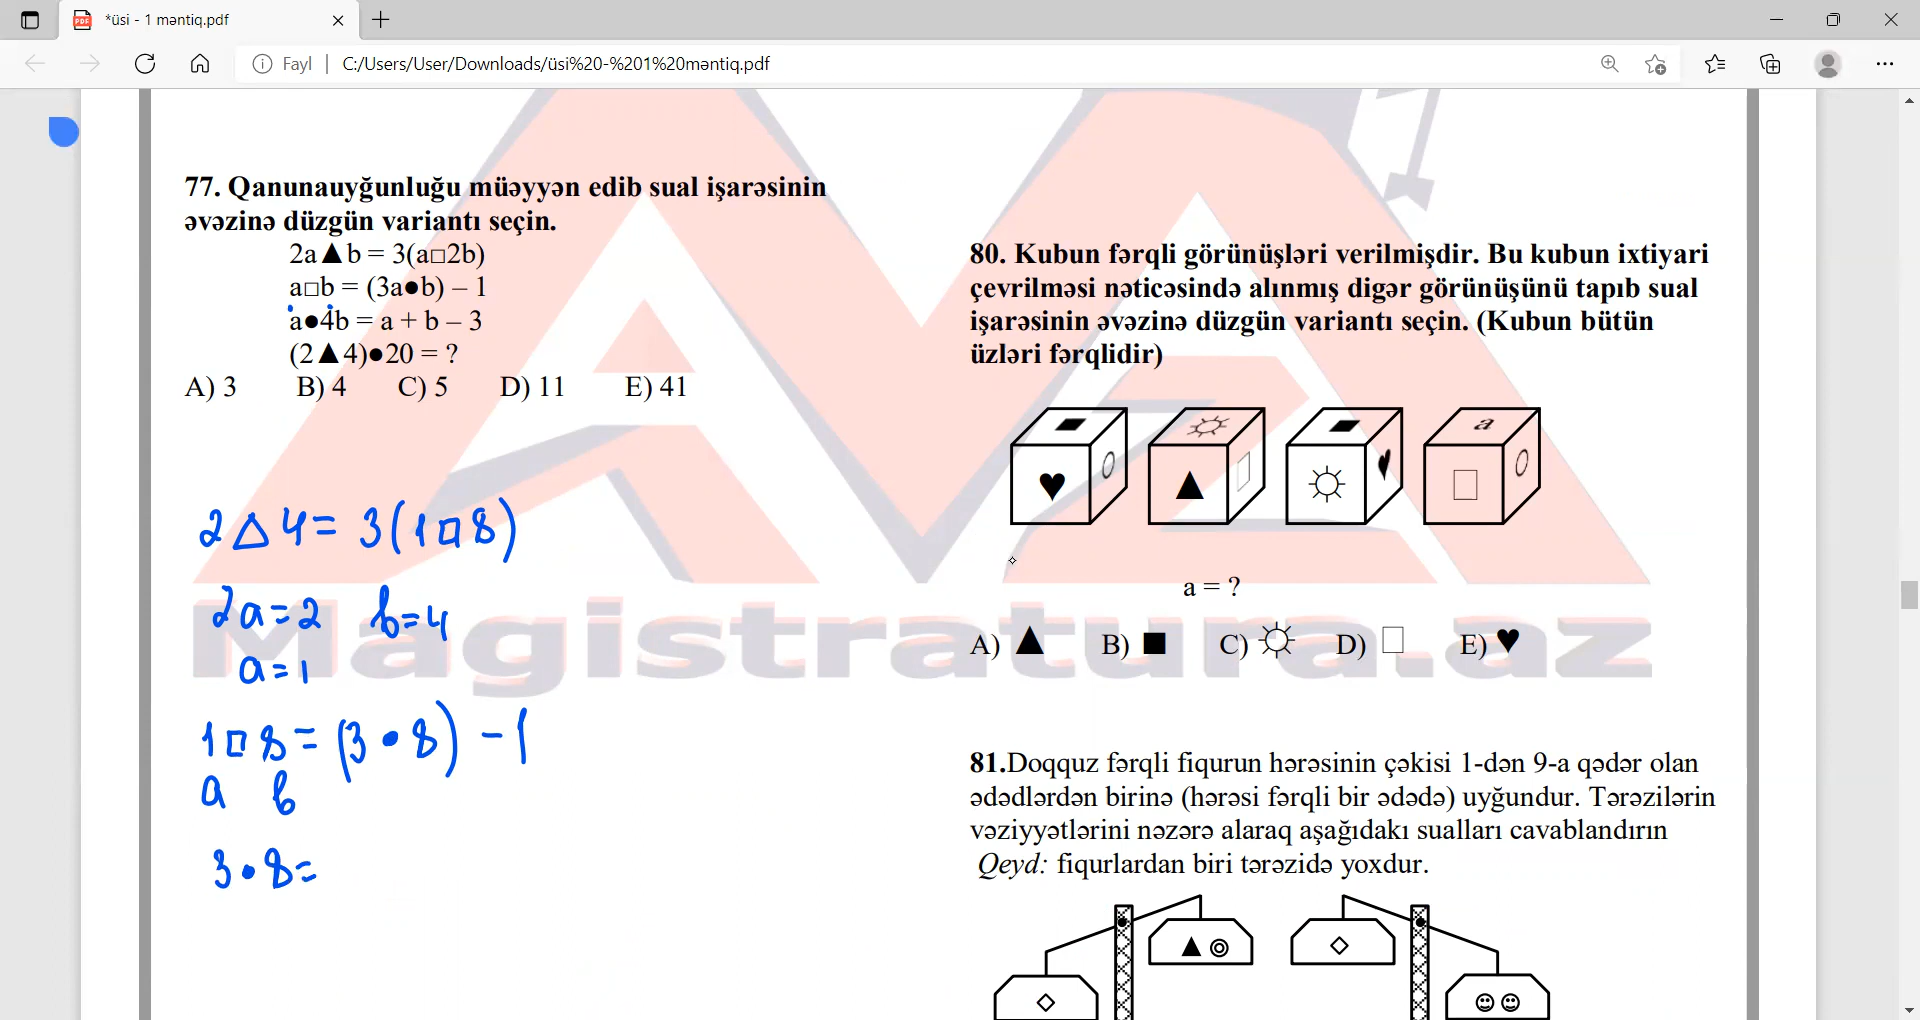 *üsi - 1 məntiq.pdf
Fayl | C:/Users/User/Downloads/üsi%20-%201%20məntiq.pdf
77. Qanunauyğunluğu müəyyən edib sual işarəsinin
əvəzinə düzgün variantı seçin.
2a▲b = 3(a□2b)
a□b = (3a●b) – 1
a●4b = a + b – 3
(2▲4)●20 = ?
A) 3 B) 4 C) 5 D) 11 E) 41
2△4= 3(1□8)
2a=2 b=4
a=1
1□8= (3•8) -1
a b
3•8=
80. Kubun fərqli görünüşləri verilmişdir. Bu kubun ixtiyari
çevrilməsi nəticəsində alınmış digər görünüşünü tapıb sual
işarəsinin əvəzinə düzgün variantı seçin. (Kubun bütün
üzləri fərqlidir)
a
a = ?
A) ▲ B) ■ C) ☼ D) □ E) ♥
81.Doqquz fərqli fiqurun hərəsinin çəkisi 1-dən 9-a qədər olan
ədədlərdən birinə (hərəsi fərqli bir ədədə) uyğundur. Tərəzilərin
vəziyyətlərini nəzərə alaraq aşağıdakı sualları cavablandırın
Qeyd: fiqurlardan biri tərəzidə yoxdur.
Magistratura.az